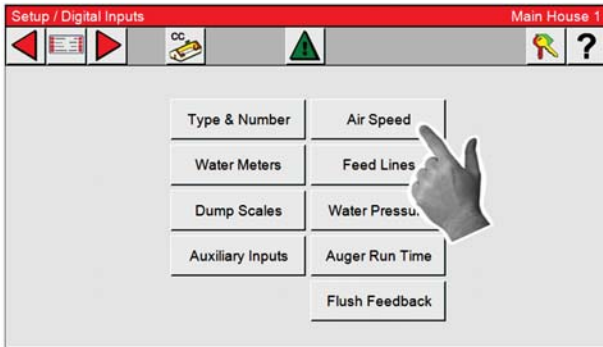 Setup / Digital Inputs Main House 1
CC ?
Type & Number Air Speed
Water Meters Feed Lines
Dump Scales Water Pressu
Auxiliary Inputs Auger Run Time
Flush Feedback